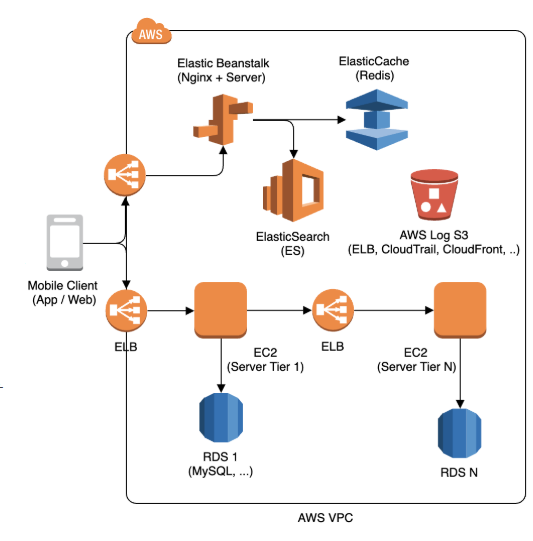 AWS
Elastic Beanstalk
(Nginx + Server)
ElasticCache
(Redis)
ElasticSearch
(ES)
AWS Log S3
(ELB, CloudTrail, CloudFront, ..)
Mobile Client
(App / Web)
ELB
EC2
(Server Tier 1)
ELB
EC2
(Server Tier N)
RDS 1
(MySQL, ...)
RDS N
AWS VPC